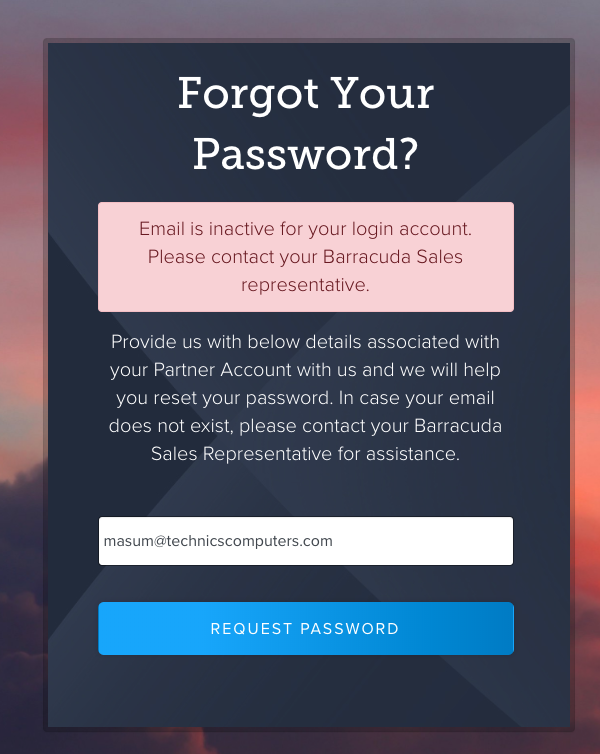 Forgot Your
Password?
Email is inactive for your login account.
Please contact your Barracuda Sales
representative.
Provide us with below details associated with
your Partner Account with us and we will help
you reset your password. In case your email
does not exist, please contact your Barracuda
Sales Representative for assistance.
masum@technicscomputers.com
REQUEST PASSWORD